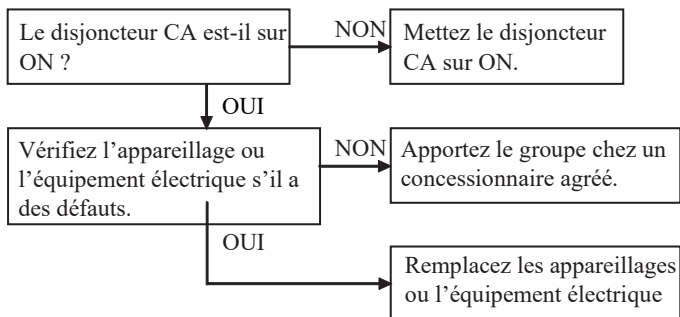 Le disjoncteur CA est-il sur
ON ?
NON
Mettez le disjoncteur
CA sur ON.
OUI
Vérifiez l’appareillage ou
l’équipement électrique s’il a
des défauts.
NON
Apportez le groupe chez un
concessionnaire agréé.
OUI
Remplacez les appareillages
ou l’équipement électrique